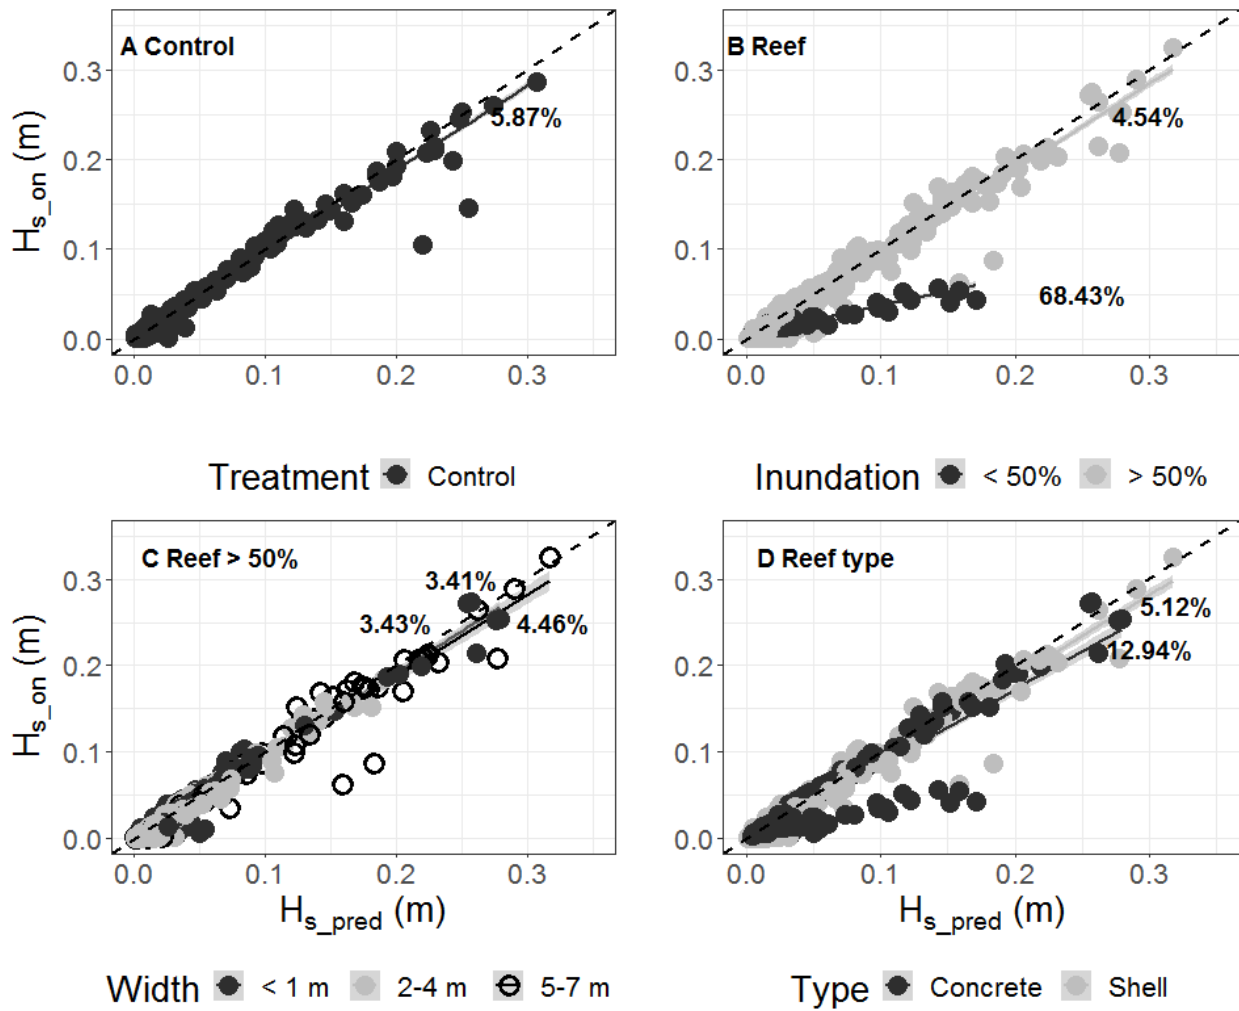 A Control
5.87%
0.3
0.2
0.1
0.0
H_s_on (m)
0.0 0.1 0.2 0.3
Treatment Control
B Reef
4.54%
68.43%
0.3
0.2
0.1
0.0
0.0 0.1 0.2 0.3
Inundation < 50% > 50%
C Reef > 50%
3.41%
3.43%
4.46%
0.3
0.2
0.1
0.0
H_s_on (m)
0.0 0.1 0.2 0.3
H_s_pred (m)
Width < 1 m 2-4 m 5-7 m
D Reef type
5.12%
12.94%
0.3
0.2
0.1
0.0
0.0 0.1 0.2 0.3
H_s_pred (m)
Type Concrete Shell